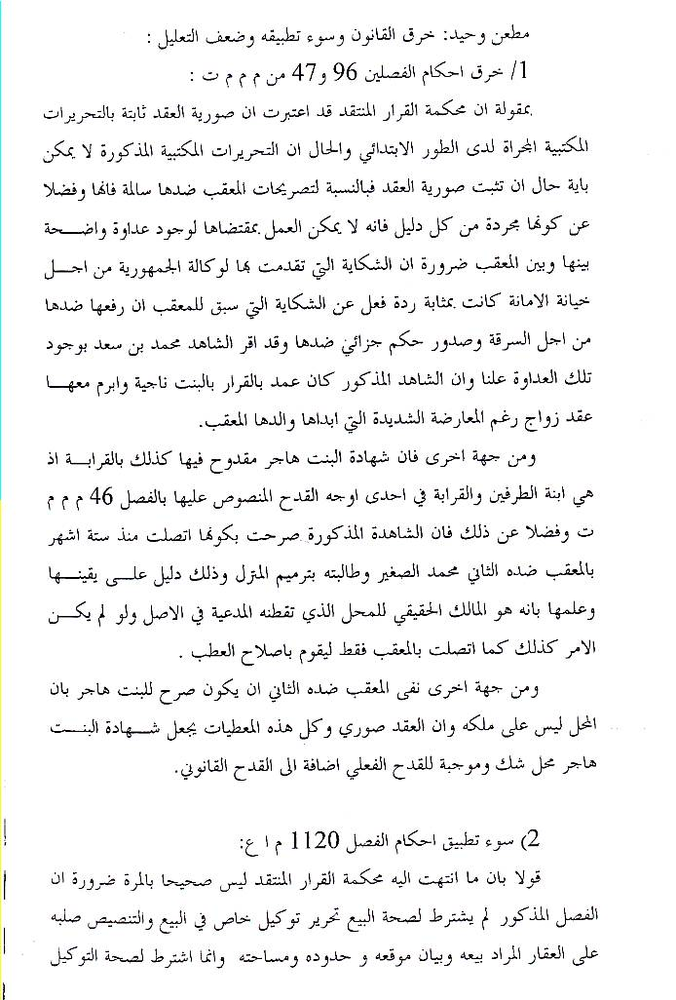 مطعن وحيد: خرق القانون وسوء تطبيقه وضعف التعليل :
1/ خرق احكام الفصلين 96 و47 من م م م ت :
بمقولة ان محكمة القرار المنتقد قد اعتبرت ان صورية العقد ثابتة بالتحريرات
المكتبية المجراة لدى الطور الابتدائي والحال ان التحريرات المكتبية المذكورة لا يمكن
باية حال ان تثبت صورية العقد فبالنسبة لتصريحات المعقب ضدها سالمة فانها وفضلا
عن كونها مجردة من كل دليل فانه لا يمكن العمل بمقتضاها لوجود عداوة واضحة
بينها وبين المعقب ضرورة ان الشكاية التي تقدمت بها لوكالة الجمهورية من اجل
خيانة الامانة كانت بمثابة ردة فعل عن الشكاية التي سبق للمعقب ان رفعها ضدها
من اجل السرقة وصدور حكم جزائي ضدها وقد اقر الشاهد محمد بن سعد بوجود
تلك العداوة علنا وان الشاهد المذكور كان عمد بالقرار بالبنت ناجية وابرم معها
عقد زواج رغم المعارضة الشديدة التي ابداها والدها المعقب.
ومن جهة اخرى فان شهادة البنت هاجر مقدوح فيها كذلك بالقرابة اذ
هي ابنة الطرفين والقرابة في احدى اوجه القدح المنصوص عليها بالفصل 46 م م م
ت وفضلا عن ذلك فان الشاهدة المذكورة صرحت بكونها اتصلت منذ ستة اشهر
بالمعقب ضده الثاني محمد الصغير وطالبته بترميم المنزل وذلك دليل على يقينها
وعلمها بانه هو المالك الحقيقي للمحل الذي تقطنه المدعية في الاصل ولو لم يكن
الامر كذلك كما اتصلت بالمعقب فقط ليقوم باصلاح العطب .
ومن جهة اخرى نفى المعقب ضده الثاني ان يكون صرح للبنت هاجر بان
المحل ليس على ملكه وان العقد صوري وكل هذه المعطيات يجعل شهادة البنت
هاجر محل شك وموجبة للقدح الفعلي اضافة الى القدح القانوني.
2) سوء تطبيق احكام الفصل 1120 م ا ع:
قولا بان ما انتهت اليه محكمة القرار المنتقد ليس صحيحا بالمرة ضرورة ان
الفصل المذكور لم يشترط لصحة البيع تحرير توكيل خاص في البيع والتنصيص صلبه
على العقار المراد بيعه وبيان موقعه و حدوده ومساحته وانما اشترط لصحة التوكيل